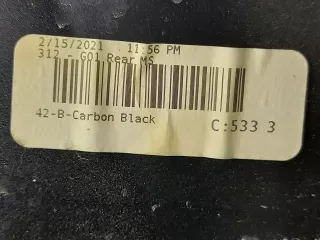 2/15/2021 11:56 PM
312 - G01 Rear MS
42-B-Carbon Black C:533 3